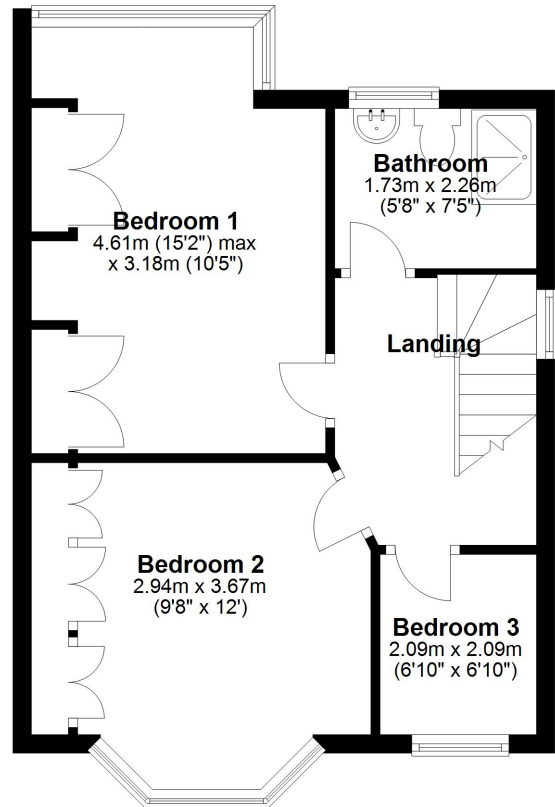 Bathroom
1.73m x 2.26m
(5'8" x 7'5")
Bedroom 1
4.61m (15'2") max
x 3.18m (10'5")
Landing
Bedroom 2
2.94m x 3.67m
(9'8" x 12')
Bedroom 3
2.09m x 2.09m
(6'10" x 6'10")